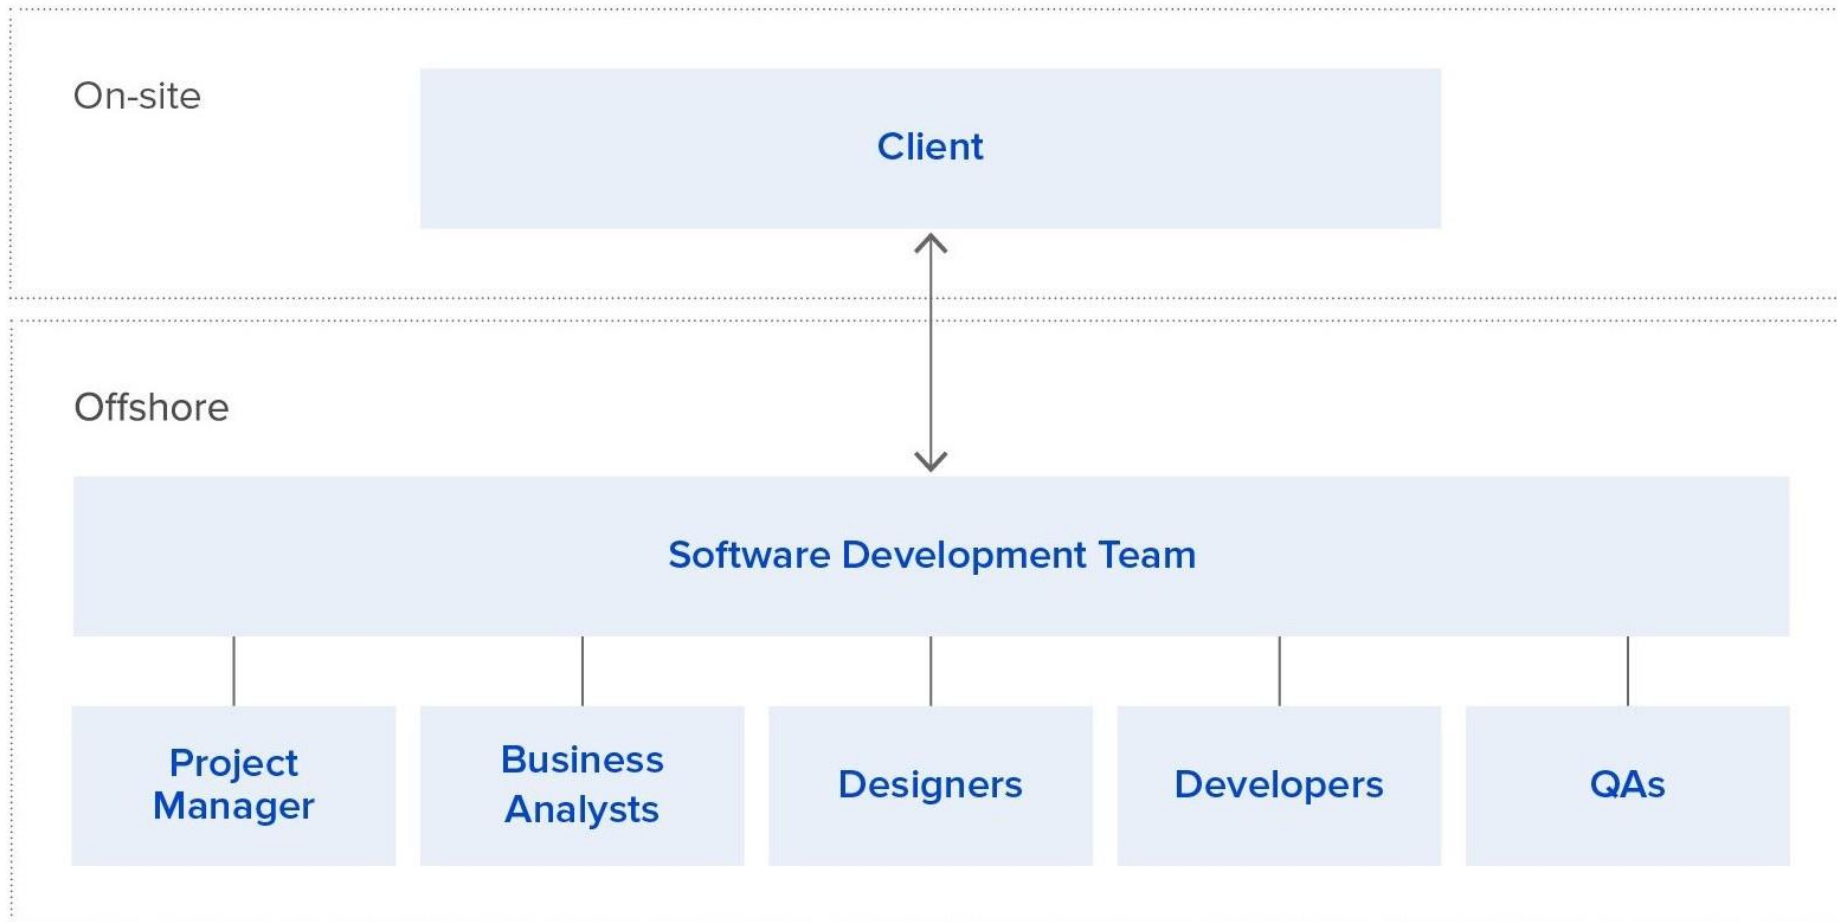 On-site
Client
Offshore
Software Development Team
Project
Manager
Business
Analysts
Designers
Developers
QAs